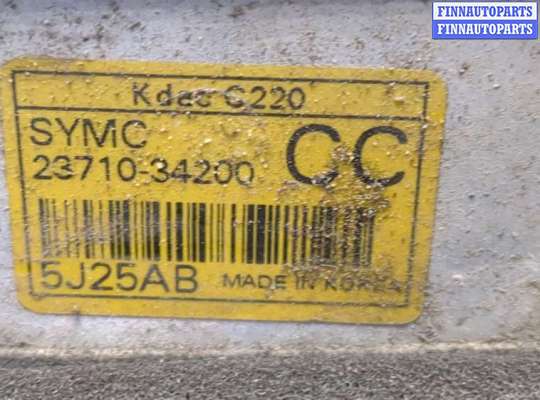 FINNAUTOPARTS
FINNAUTOPARTS
Kdac C220
SYMC
CC
23710-34200
5J25AB
MADE IN KOREA